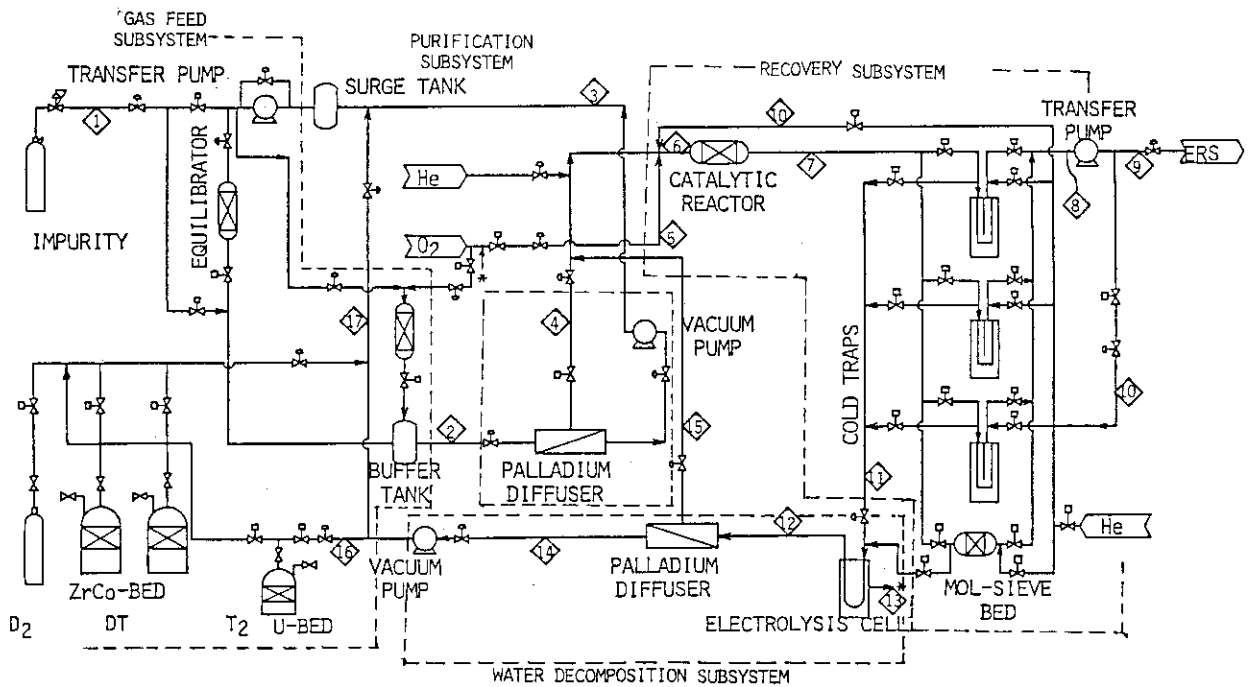 GAS FEED
SUBSYSTEM
PURIFICATION
SUBSYSTEM
RECOVERY SUBSYSTEM
TRANSFER PUMP
SURGE TANK
3
10
TRANSFER
PUMP
1
6
7
9
ERS
He
CATALYTIC
REACTOR
8
EQUILIBRATOR
IMPURITY
O2
5
*
17
4
VACUUM
PUMP
COLD TRAPS
10
2
15
BUFFER
TANK
PALLADIUM
DIFFUSER
11
12
He
16
VACUUM
PUMP
14
PALLADIUM
DIFFUSER
13
*
MOL-SIEVE
BED
ZrCo-BED
D2
DT
T2
U-BED
ELECTROLYSIS CELL
WATER DECOMPOSITION SUBSYSTEM